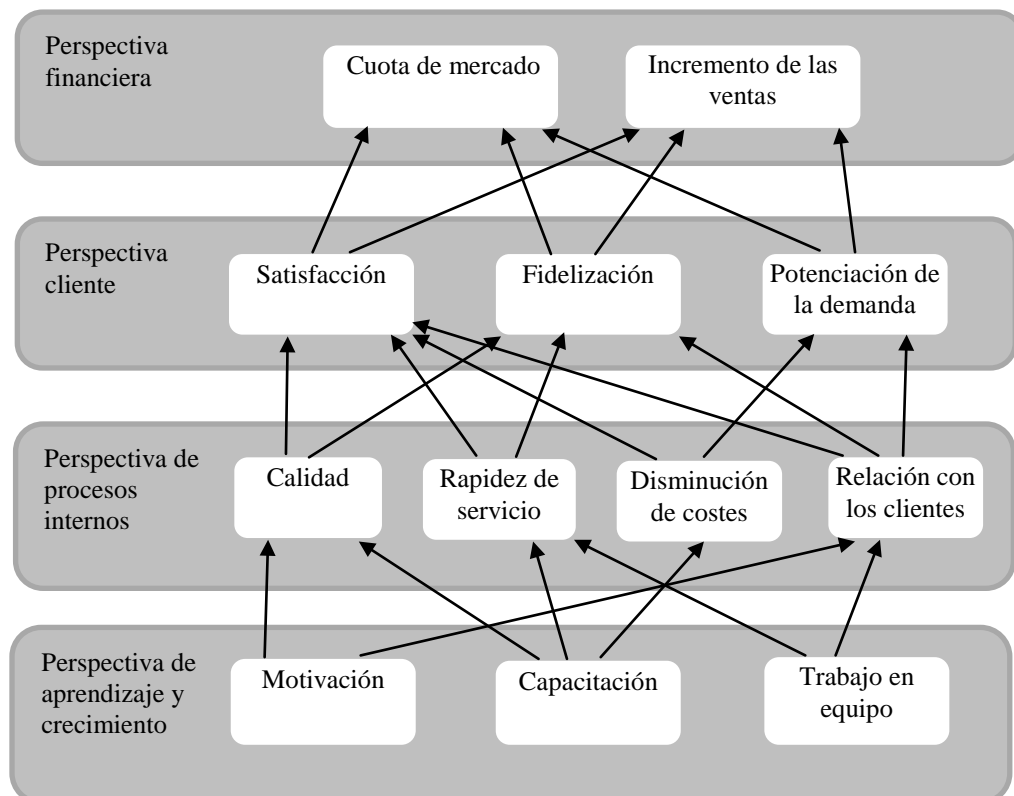 Perspectiva
financiera
Cuota de mercado
Incremento de las
ventas
Perspectiva
cliente
Satisfacción
Fidelización
Potenciación de
la demanda
Perspectiva de
procesos
internos
Calidad
Rapidez de
servicio
Disminución
de costes
Relación con
los clientes
Perspectiva de
aprendizaje y
crecimiento
Motivación
Capacitación
Trabajo en
equipo